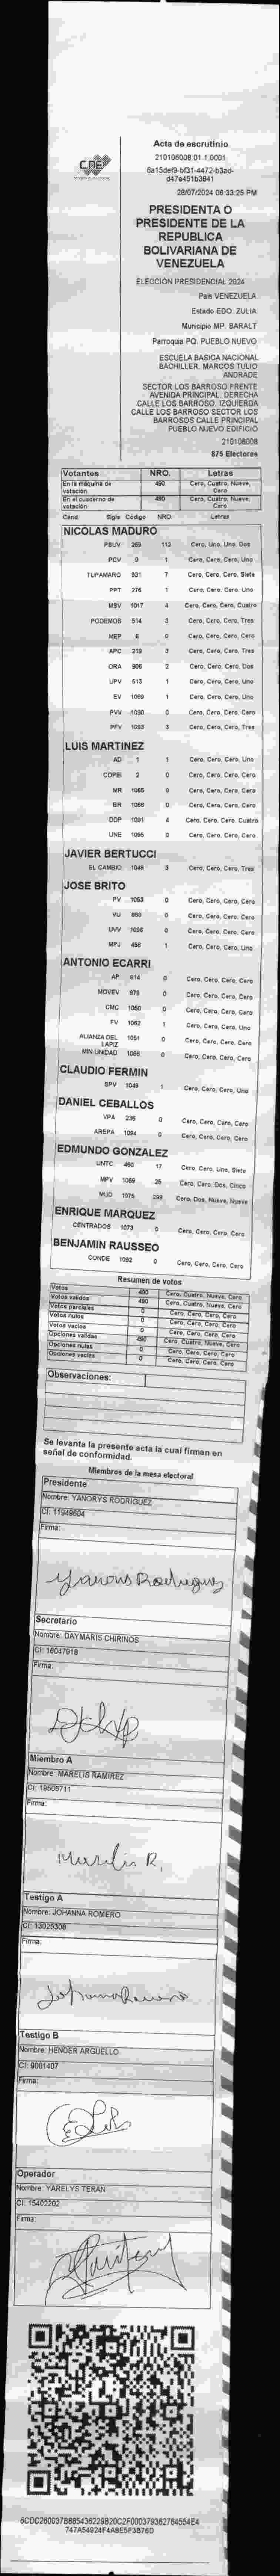 CNE
Acta de escrutinio
210106008.01.1.0001
6a15def9-bf31-4472-b3ad-
d47e451b3841
28/07/2024 06:33:25 PM
PRESIDENTA O
PRESIDENTE DE LA
REPUBLICA
BOLIVARIANA DE
VENEZUELA
ELECCIÓN PRESIDENCIAL 2024
País VENEZUELA
Estado EDO. ZULIA
Municipio MP. BARALT
Parroquia PQ. PUEBLO NUEVO
ESCUELA BASICA NACIONAL
BACHILLER. MARCOS TULIO
ANDRADE
SECTOR LOS BARROSO FRENTE
AVENIDA PRINCIPAL. DERECHA
CALLE LOS BARROSO. IZQUIERDA
CALLE LOS BARROSO SECTOR LOS
BARROSOS CALLE PRINCIPAL
PUEBLO NUEVO EDIFICIO
210106008
875 Electores
Votantes NRO. Letras
En la máquina de votación 490 Cero, Cuatro, Nueve, Cero
En el cuaderno de votación 490 Cero, Cuatro, Nueve, Cero
Cand. Sigla Código NRO. Letras
NICOLAS MADURO
PSUV 269 112 Cero, Uno, Uno, Dos
PCV 9 1 Cero, Cero, Cero, Uno
TUPAMARO 931 7 Cero, Cero, Cero, Siete
PPT 276 1 Cero, Cero, Cero, Uno
MSV 1017 4 Cero, Cero, Cero, Cuatro
PODEMOS 514 3 Cero, Cero, Cero, Tres
MEP 6 0 Cero, Cero, Cero, Cero
APC 219 3 Cero, Cero, Cero, Tres
ORA 906 2 Cero, Cero, Cero, Dos
UPV 513 1 Cero, Cero, Cero, Uno
EV 1069 1 Cero, Cero, Cero, Uno
PVV 1090 0 Cero, Cero, Cero, Cero
PFV 1093 3 Cero, Cero, Cero, Tres
LUIS MARTINEZ
AD 1 1 Cero, Cero, Cero, Uno
COPEI 2 0 Cero, Cero, Cero, Cero
MR 1065 0 Cero, Cero, Cero, Cero
BR 1066 0 Cero, Cero, Cero, Cero
DDP 1091 4 Cero, Cero, Cero, Cuatro
UNE 1095 0 Cero, Cero, Cero, Cero
JAVIER BERTUCCI
EL CAMBIO 1046 3 Cero, Cero, Cero, Tres
JOSE BRITO
PV 1053 0 Cero, Cero, Cero, Cero
VU 860 0 Cero, Cero, Cero, Cero
UVV 1096 0 Cero, Cero, Cero, Cero
MPJ 456 1 Cero, Cero, Cero, Uno
ANTONIO ECARRI
AP 914 0 Cero, Cero, Cero, Cero
MOVEV 978 0 Cero, Cero, Cero, Cero
CMC 1050 0 Cero, Cero, Cero, Cero
FV 1062 1 Cero, Cero, Cero, Uno
ALIANZA DEL LAPIZ 1051 0 Cero, Cero, Cero, Cero
MIN UNIDAD 1068 0 Cero, Cero, Cero, Cero
CLAUDIO FERMIN
SPV 1049 1 Cero, Cero, Cero, Uno
DANIEL CEBALLOS
VPA 236 0 Cero, Cero, Cero, Cero
AREPA 1094 0 Cero, Cero, Cero, Cero
EDMUNDO GONZALEZ
UNTC 460 17 Cero, Cero, Uno, Siete
MPV 1069 25 Cero, Cero, Dos, Cinco
MUD 1075 299 Cero, Dos, Nueve, Nueve
ENRIQUE MARQUEZ
CENTRADOS 1073 0 Cero, Cero, Cero, Cero
BENJAMIN RAUSSEO
CONDE 1092 0 Cero, Cero, Cero, Cero
Resumen de votos
Votos 490 Cero, Cuatro, Nueve, Cero
Votos validos 490 Cero, Cuatro, Nueve, Cero
Votos parciales 0 Cero, Cero, Cero, Cero
Votos nulos 0 Cero, Cero, Cero, Cero
Votos vacios 0 Cero, Cero, Cero, Cero
Opciones validas 490 Cero, Cuatro, Nueve, Cero
Opciones nulas 0 Cero, Cero, Cero, Cero
Opciones vacias 0 Cero, Cero, Cero, Cero
Observaciones:
Se levanta la presente acta la cual firman en
señal de conformidad.
Miembros de la mesa electoral
Presidente
Nombre: YANORYS RODRIGUEZ
CI: 11949604
Firma:
Yanorys Rodriguez
Secretario
Nombre: DAYMARIS CHIRINOS
CI: 16047918
Firma:
Miembro A
Nombre: MARELIS RAMIREZ
CI: 19506711
Firma:
Marelis R.
Testigo A
Nombre: JOHANNA ROMERO
CI: 13025308
Firma:
Johanna Romero
Testigo B
Nombre: HENDER ARGUELLO
CI: 9001407
Firma:
Operador
Nombre: YARELYS TERAN
CI: 15402202
Firma:
6CDC260037B885436229B20C2F000379362764554E4
747A54924F4A8E5F3B76D